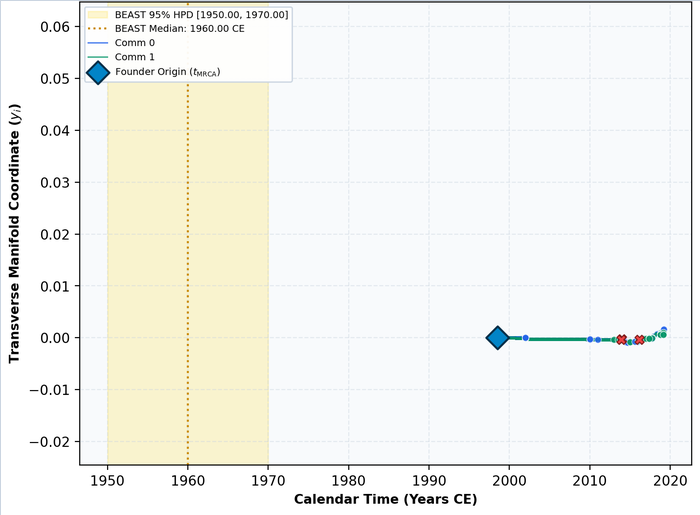 BEAST 95% HPD [1950.00, 1970.00]
BEAST Median: 1960.00 CE
Comm 0
Comm 1
Founder Origin (tMRCA)
Transverse Manifold Coordinate (yi)
0.06
0.05
0.04
0.03
0.02
0.01
0.00
−0.01
−0.02
1950 1960 1970 1980 1990 2000 2010 2020
Calendar Time (Years CE)